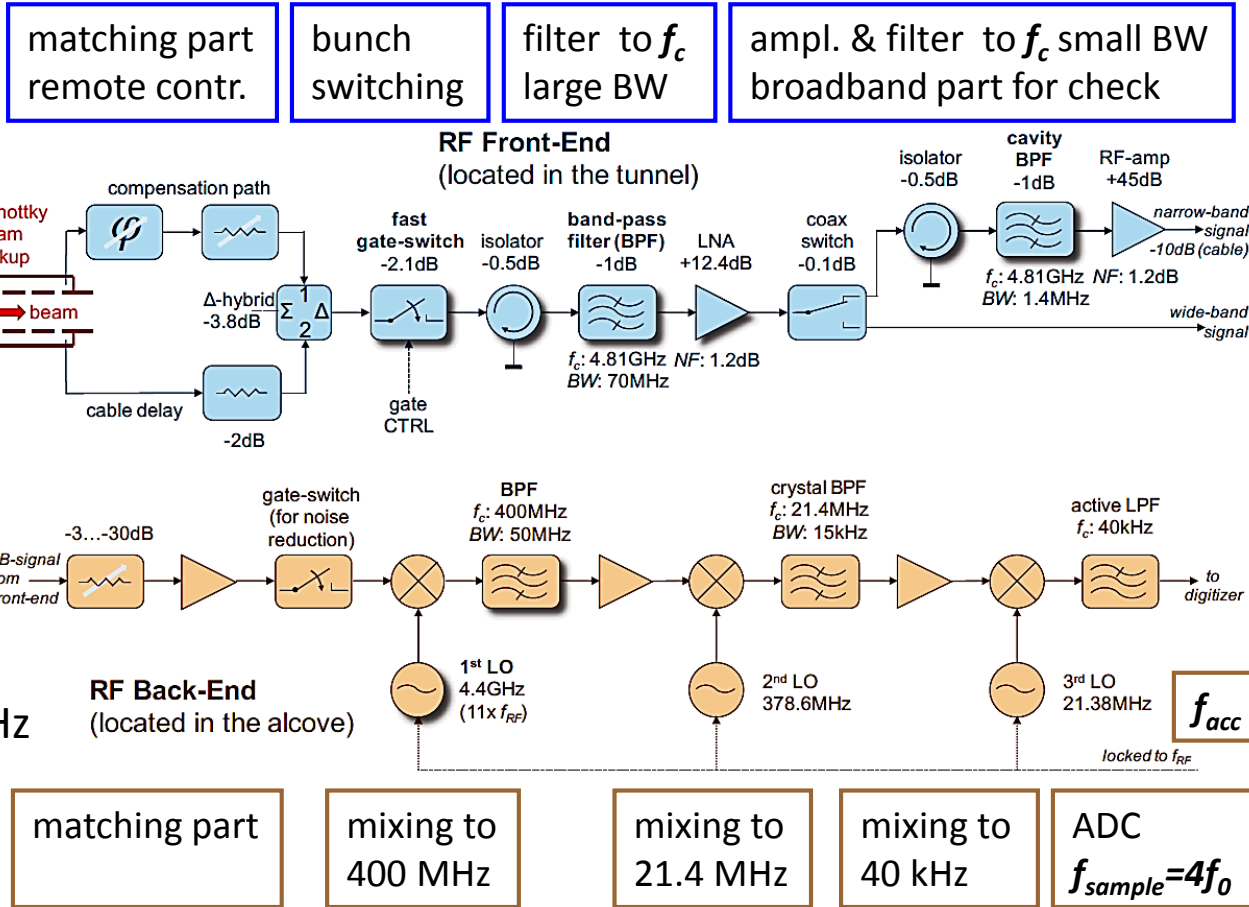 matching part
remote contr.
bunch
switching
filter to f_c
large BW
ampl. & filter to f_c small BW
broadband part for check
RF Front-End
(located in the tunnel)
compensation path
φ
beam
Δ-hybrid
-3.8dB
Σ 1 Δ
2
cable delay
-2dB
fast
gate-switch
-2.1dB
gate
CTRL
isolator
-0.5dB
band-pass
filter (BPF)
-1dB
f_c: 4.81GHz
BW: 70MHz
LNA
+12.4dB
NF: 1.2dB
coax
switch
-0.1dB
isolator
-0.5dB
cavity
BPF
-1dB
f_c: 4.81GHz
BW: 1.4MHz
RF-amp
+45dB
NF: 1.2dB
narrow-band
signal
-10dB (cable)
wide-band
signal
B-signal
-3...-30dB
gate-switch
(for noise
reduction)
BPF
f_c: 400MHz
BW: 50MHz
crystal BPF
f_c: 21.4MHz
BW: 15kHz
active LPF
f_c: 40kHz
to
digitizer
RF Back-End
(located in the alcove)
1st LO
4.4GHz
(11x f_RF)
2nd LO
378.6MHz
3rd LO
21.38MHz
f_acc
locked to f_RF
Hz
matching part
mixing to
400 MHz
mixing to
21.4 MHz
mixing to
40 kHz
ADC
f_sample=4f_0